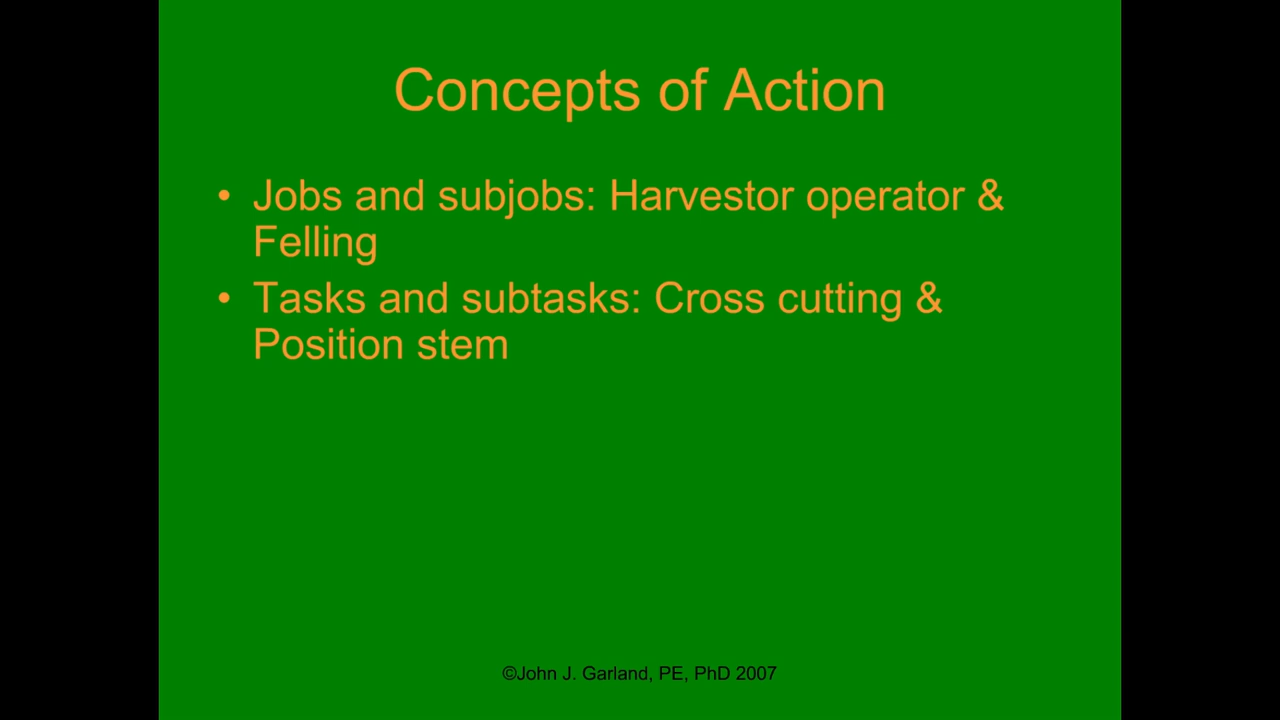 Concepts of Action
• Jobs and subjobs: Harvestor operator &
Felling
• Tasks and subtasks: Cross cutting &
Position stem
©John J. Garland, PE, PhD 2007